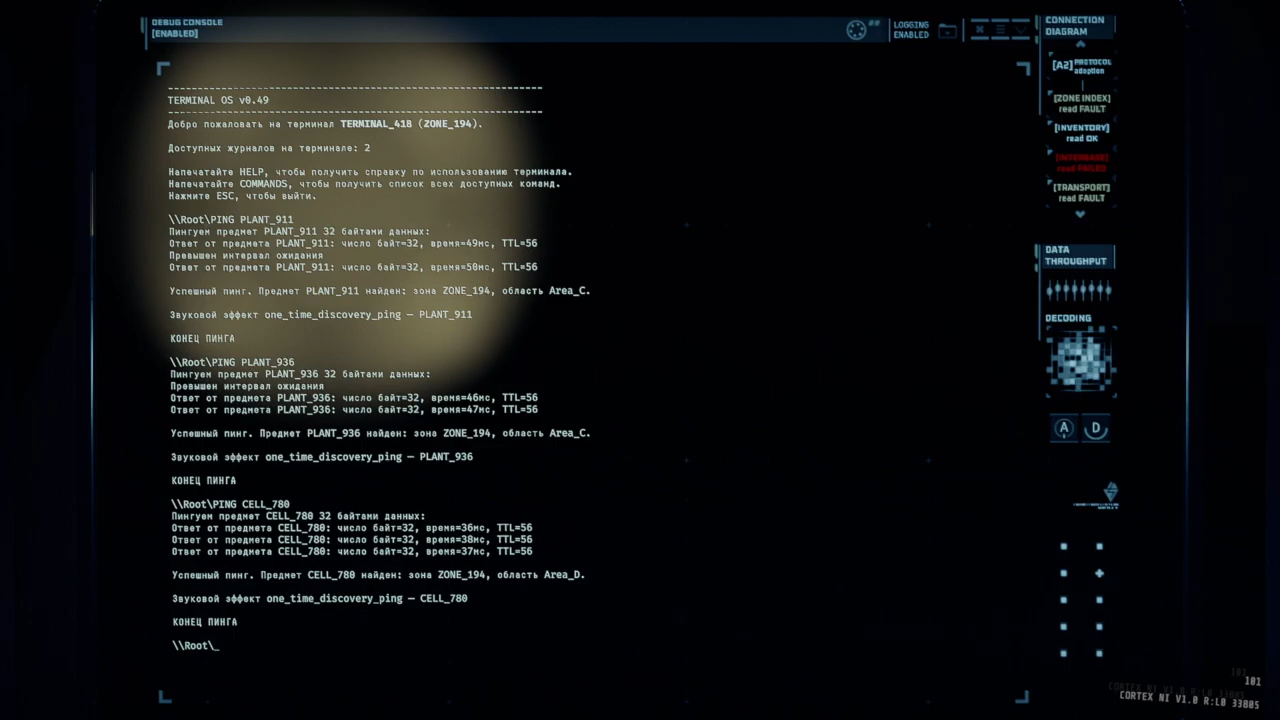 DEBUG CONSOLE
[ENABLED]
LOGGING
ENABLED
TERMINAL OS v0.49
Добро пожаловать на терминал TERMINAL_418 (ZONE_194).
Доступных журналов на терминале: 2
Напечатайте HELP, чтобы получить справку по использованию терминала.
Напечатайте COMMANDS, чтобы получить список всех доступных команд.
Нажмите ESC, чтобы выйти.
\\Root\PING PLANT_911
Пингуем предмет PLANT_911 32 байтами данных:
Ответ от предмета PLANT_911: число байт=32, время=49мс, TTL=56
Превышен интервал ожидания
Ответ от предмета PLANT_911: число байт=32, время=50мс, TTL=56
Успешный пинг. Предмет PLANT_911 найден: зона ZONE_194, область Area_C.
Звуковой эффект one_time_discovery_ping — PLANT_911
КОНЕЦ ПИНГА
\\Root\PING PLANT_936
Пингуем предмет PLANT_936 32 байтами данных:
Превышен интервал ожидания
Ответ от предмета PLANT_936: число байт=32, время=46мс, TTL=56
Ответ от предмета PLANT_936: число байт=32, время=47мс, TTL=56
Успешный пинг. Предмет PLANT_936 найден: зона ZONE_194, область Area_C.
Звуковой эффект one_time_discovery_ping — PLANT_936
КОНЕЦ ПИНГА
\\Root\PING CELL_780
Пингуем предмет CELL_780 32 байтами данных:
Ответ от предмета CELL_780: число байт=32, время=36мс, TTL=56
Ответ от предмета CELL_780: число байт=32, время=38мс, TTL=56
Ответ от предмета CELL_780: число байт=32, время=37мс, TTL=56
Успешный пинг. Предмет CELL_780 найден: зона ZONE_194, область Area_D.
Звуковой эффект one_time_discovery_ping — CELL_780
КОНЕЦ ПИНГА
\\Root\_
CONNECTION
DIAGRAM
[A2] PROTOCOL
adoption
[ZONE INDEX]
read FAULT
[INVENTORY]
read OK
read FAILED
[TRANSPORT]
read FAULT
DATA
THROUGHPUT
DECODING
A D
101
CORTEX NI V1.0 R:L0 33805